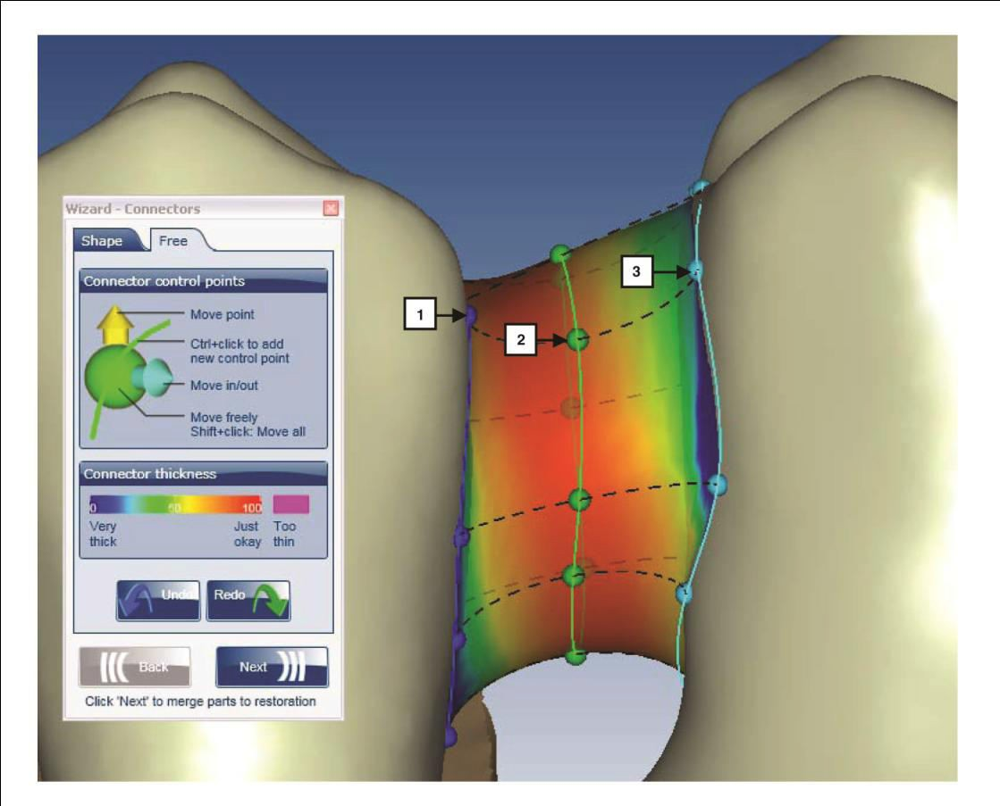 Wizard - Connectors
Shape
Free
Connector control points
Move point
Ctrl+click to add
new control point
Move in/out
Move freely
Shift+click: Move all
Connector thickness
0 50 100
Very
thick
Just
okay
Too
thin
Undo
Redo
Back
Next
Click 'Next' to merge parts to restoration
1
2
3